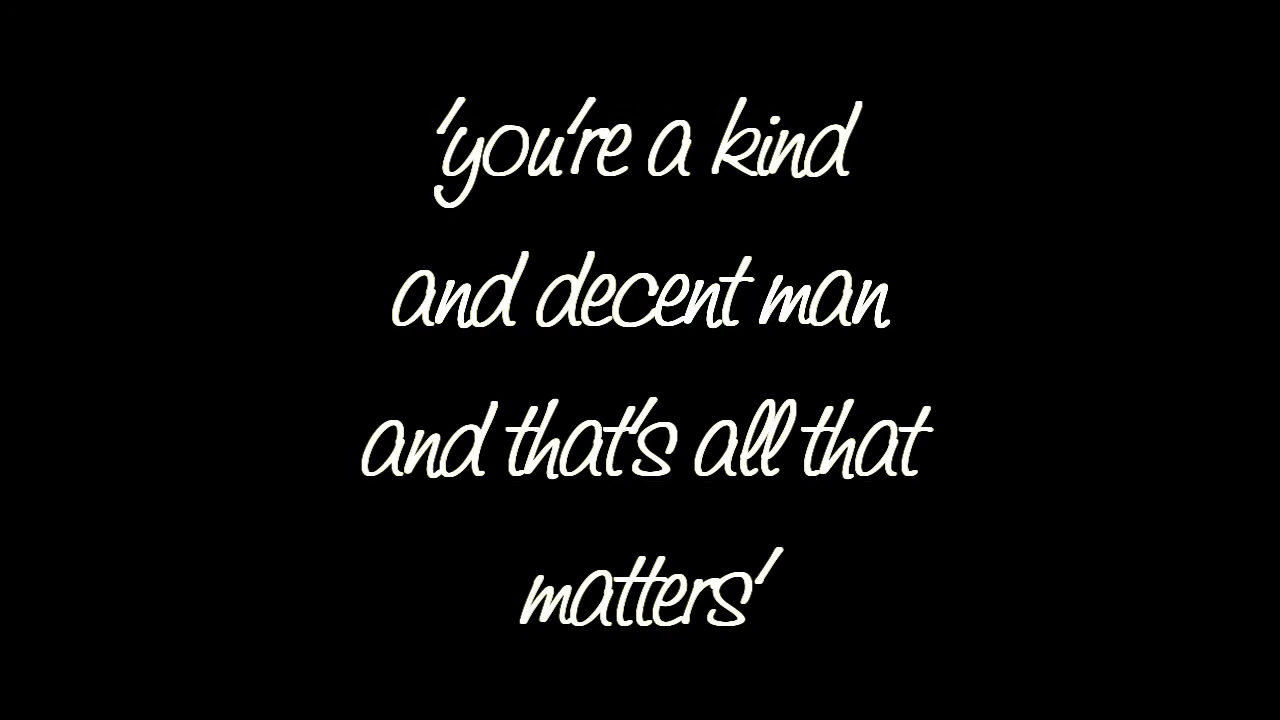 'you're a kind
and decent man
and that's all that
matters'